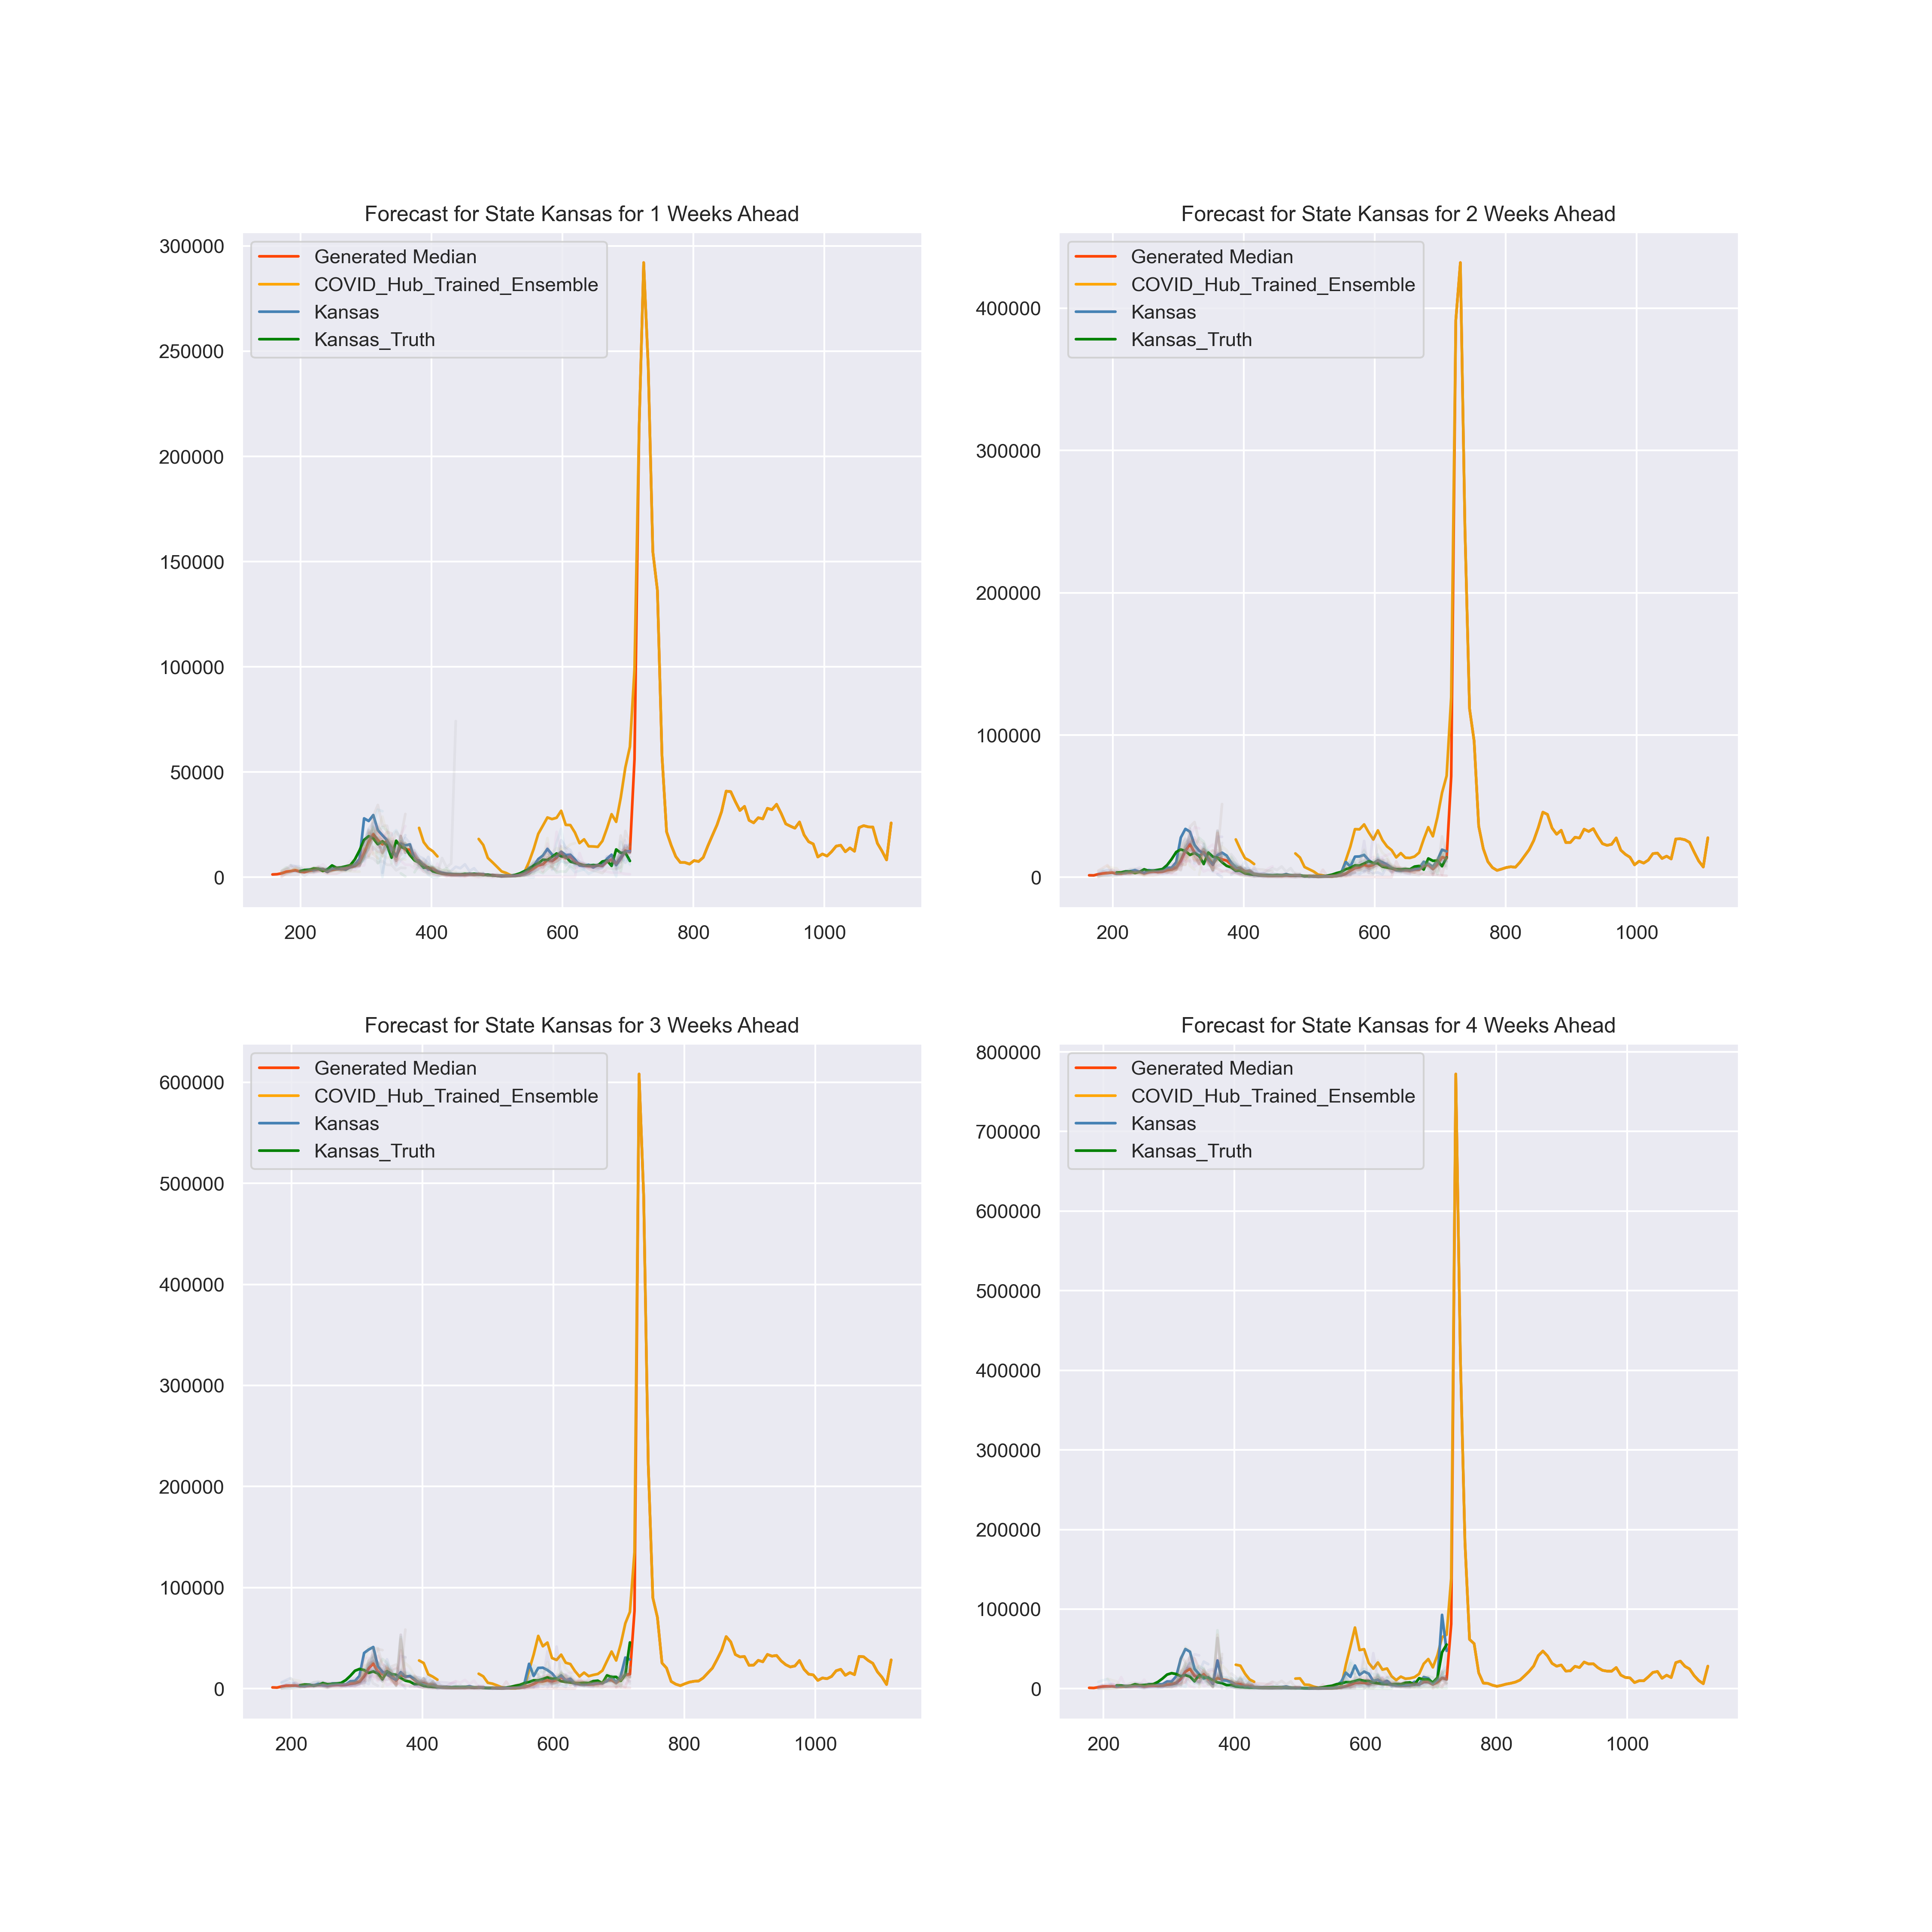 Forecast for State Kansas for 1 Weeks Ahead
300000
250000
200000
150000
100000
50000
0
Generated Median
COVID_Hub_Trained_Ensemble
Kansas
Kansas_Truth
200 400 600 800 1000
Forecast for State Kansas for 2 Weeks Ahead
400000
300000
200000
100000
0
Generated Median
COVID_Hub_Trained_Ensemble
Kansas
Kansas_Truth
200 400 600 800 1000
Forecast for State Kansas for 3 Weeks Ahead
600000
500000
400000
300000
200000
100000
0
Generated Median
COVID_Hub_Trained_Ensemble
Kansas
Kansas_Truth
200 400 600 800 1000
Forecast for State Kansas for 4 Weeks Ahead
800000
700000
600000
500000
400000
300000
200000
100000
0
Generated Median
COVID_Hub_Trained_Ensemble
Kansas
Kansas_Truth
200 400 600 800 1000